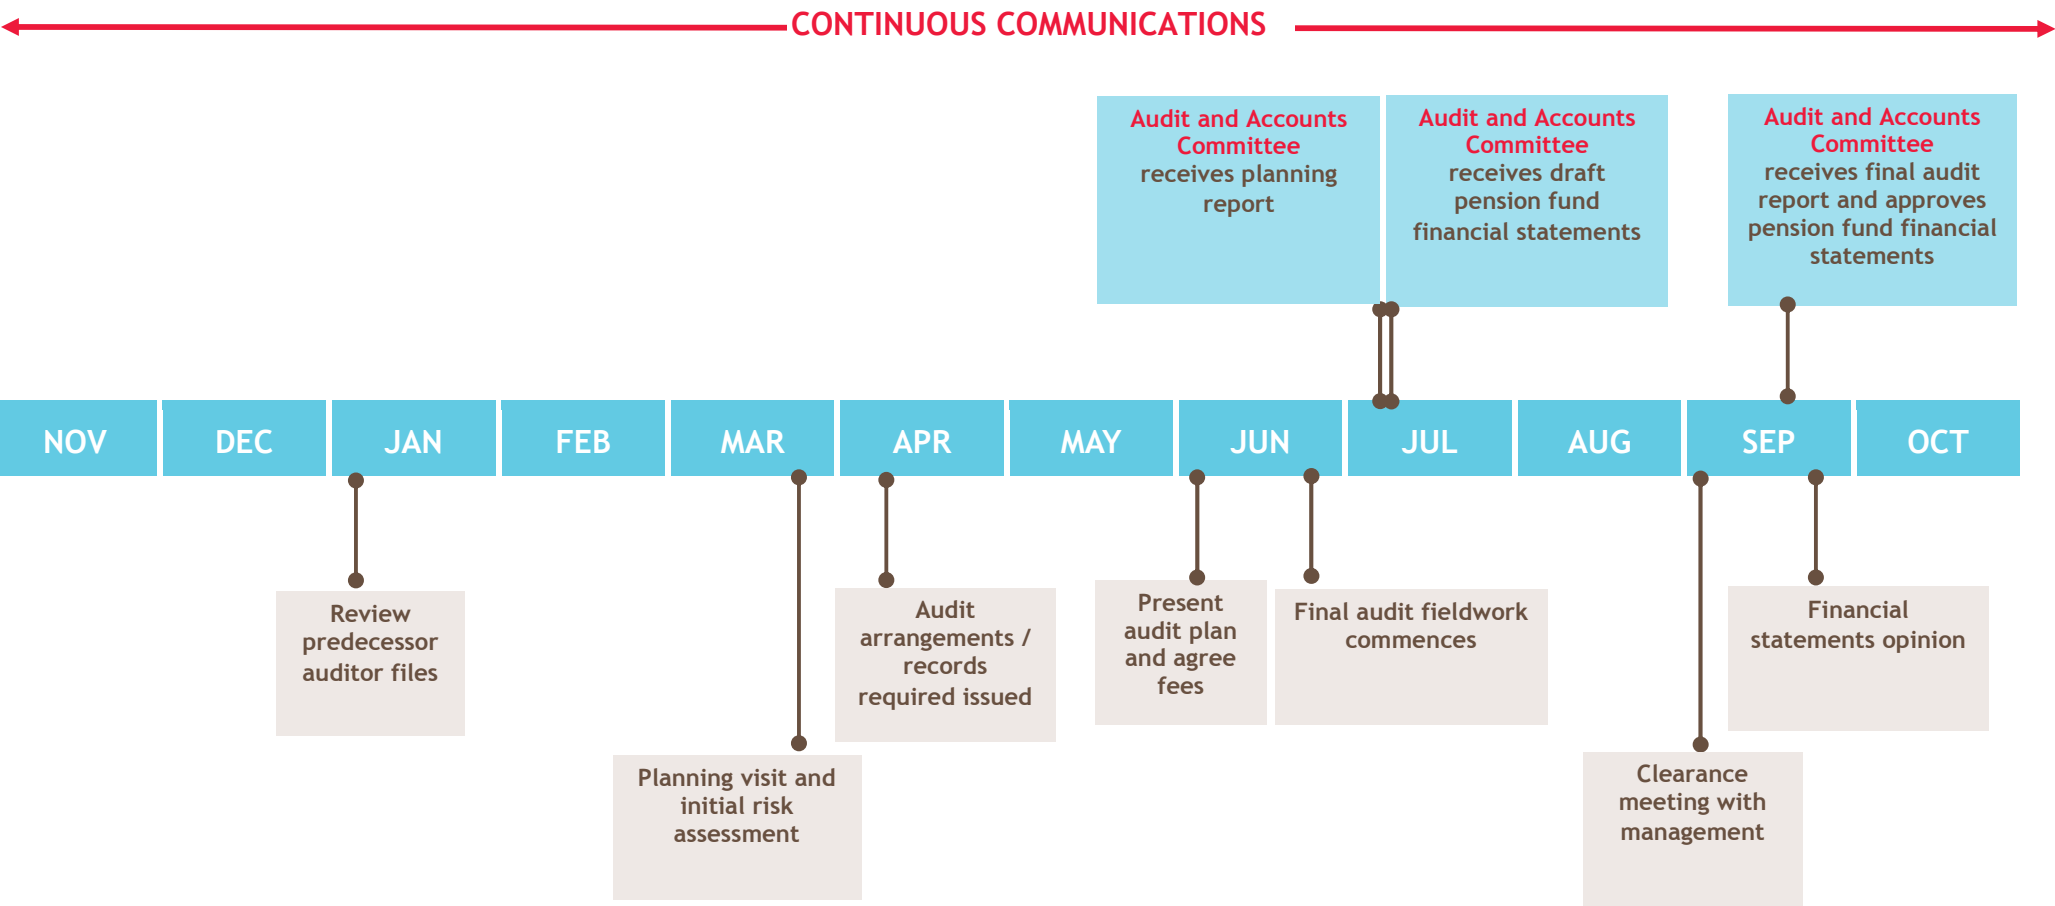 CONTINUOUS COMMUNICATIONS
Audit and Accounts
Committee
receives planning
report
Audit and Accounts
Committee
receives draft
pension fund
financial statements
Audit and Accounts
Committee
receives final audit
report and approves
pension fund financial
statements
NOV
DEC
JAN
FEB
MAR
APR
MAY
JUN
JUL
AUG
SEP
OCT
Review
predecessor
auditor files
Planning visit and
initial risk
assessment
Audit
arrangements /
records
required issued
Present
audit plan
and agree
fees
Final audit fieldwork
commences
Clearance
meeting with
management
Financial
statements opinion